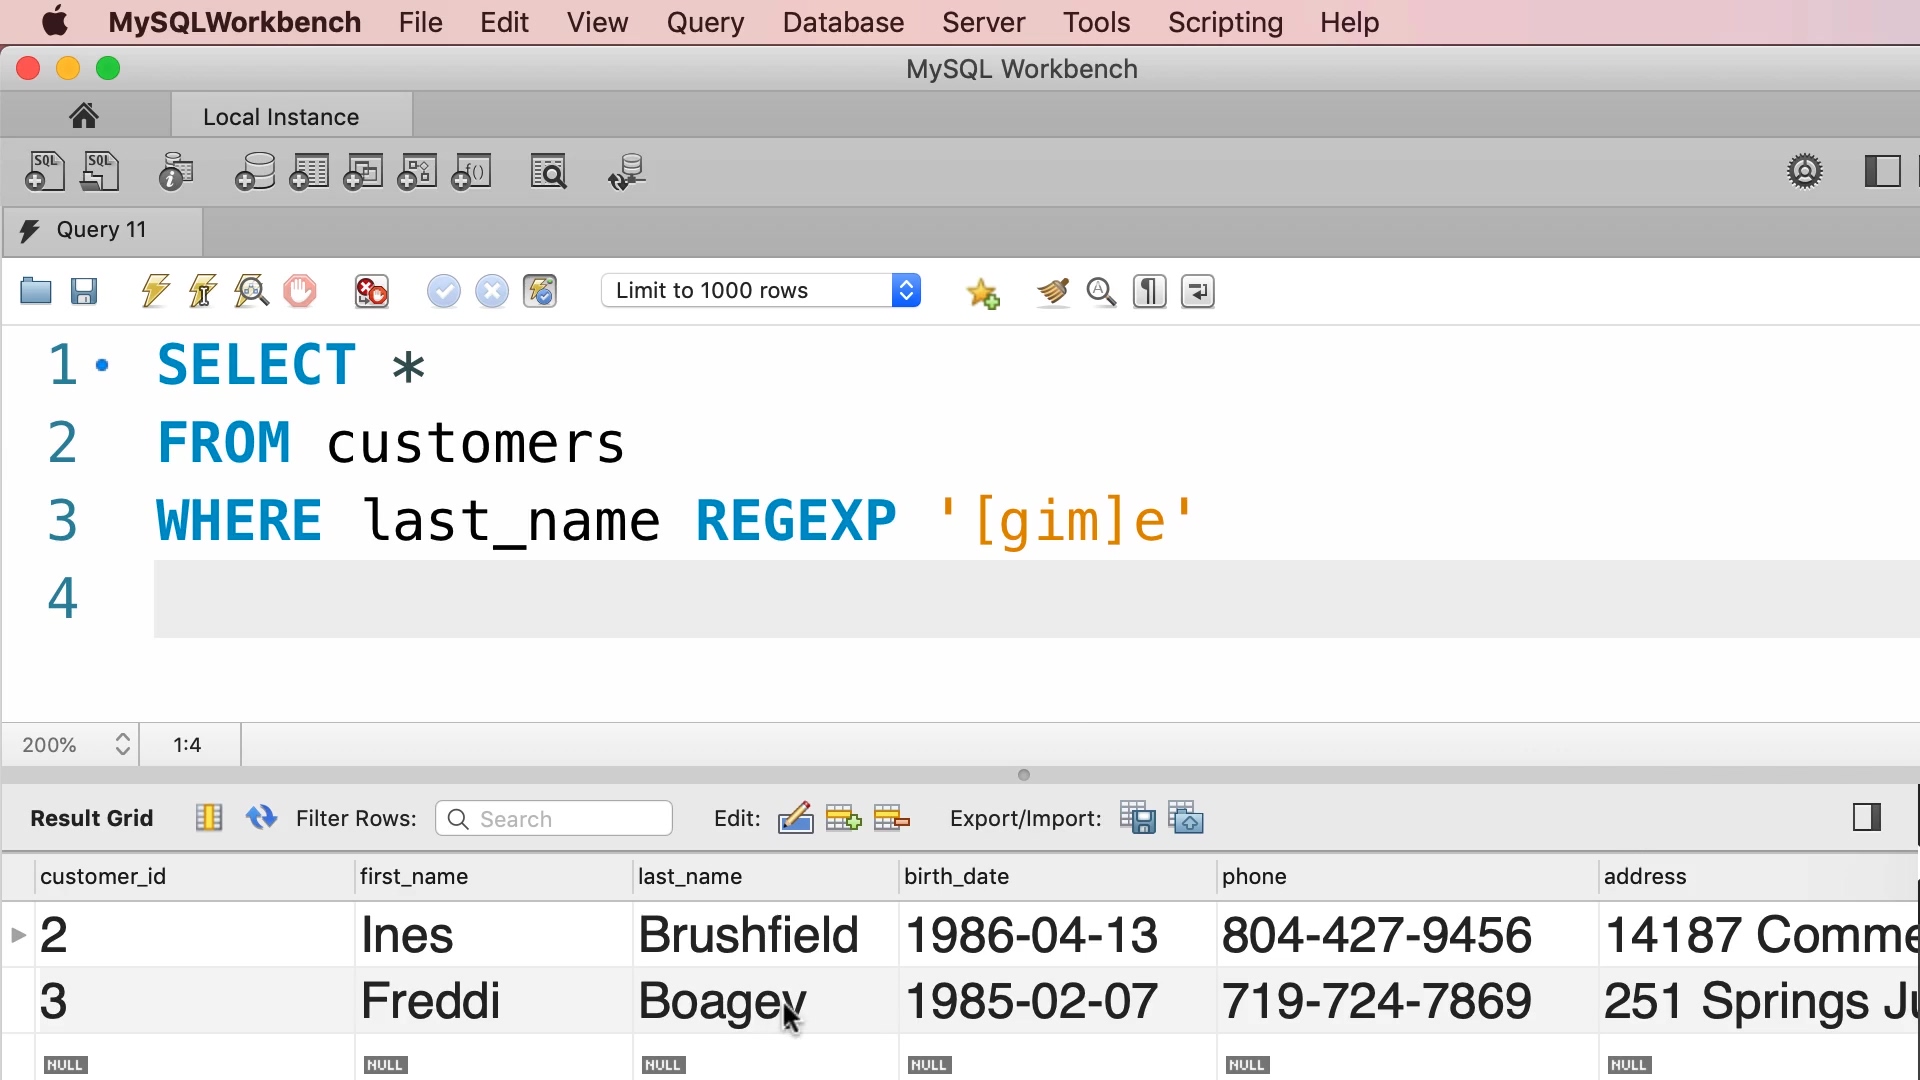 MySQLWorkbench File Edit View Query Database Server Tools Scripting Help
MySQL Workbench
Local Instance
SQL SQL
Query 11
Limit to 1000 rows
1 SELECT *
2 FROM customers
3 WHERE last_name REGEXP '[gim]e'
4
200% 1:4
Result Grid Filter Rows: Search Edit: Export/Import:
customer_id first_name last_name birth_date phone address
2 Ines Brushfield 1986-04-13 804-427-9456 14187 Comme
3 Freddi Boagey 1985-02-07 719-724-7869 251 Springs Ju
NULL NULL NULL NULL NULL NULL